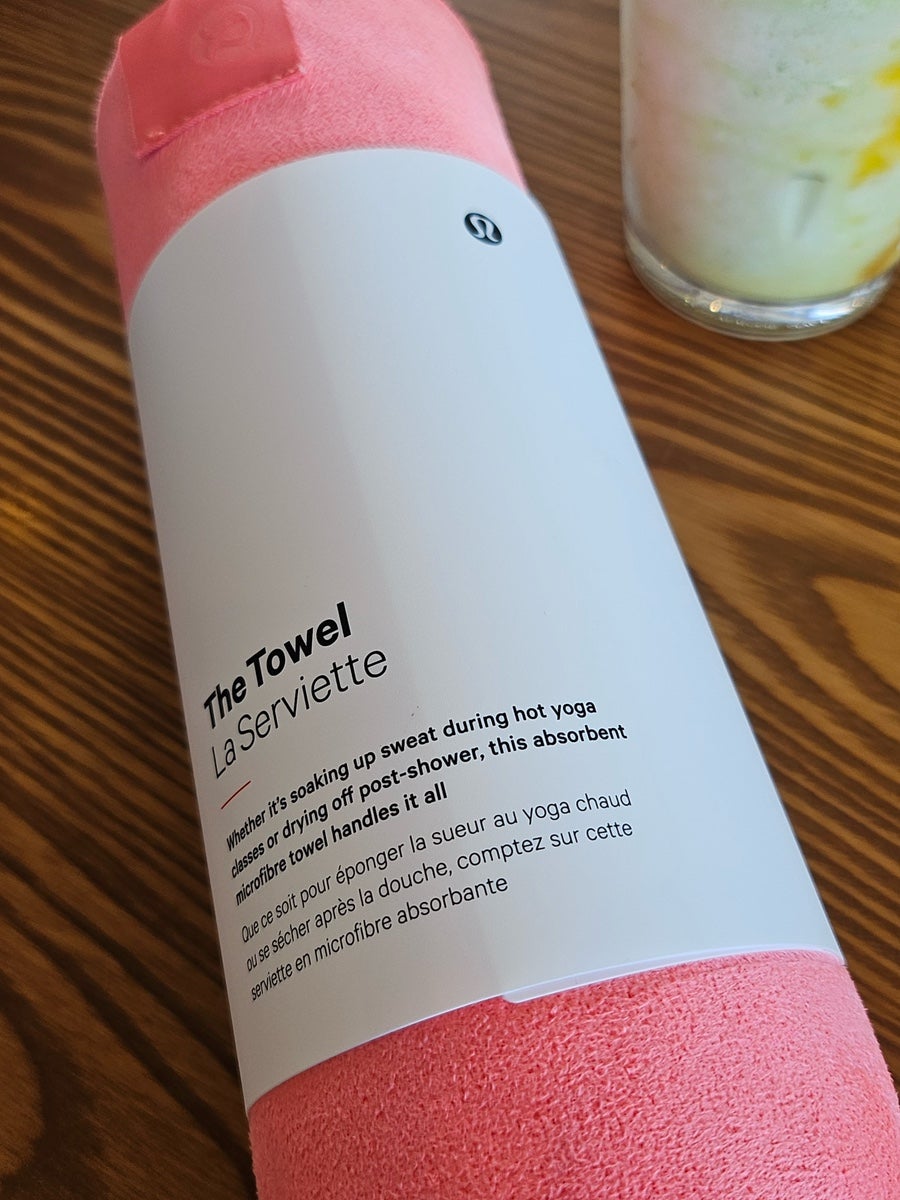 The Towel
La Serviette
Whether it's soaking up sweat during hot yoga
classes or drying off post-shower, this absorbent
microfibre towel handles it all
Que ce soit pour éponger la sueur au yoga chaud
ou se sécher après la douche, comptez sur cette
serviette en microfibre absorbante